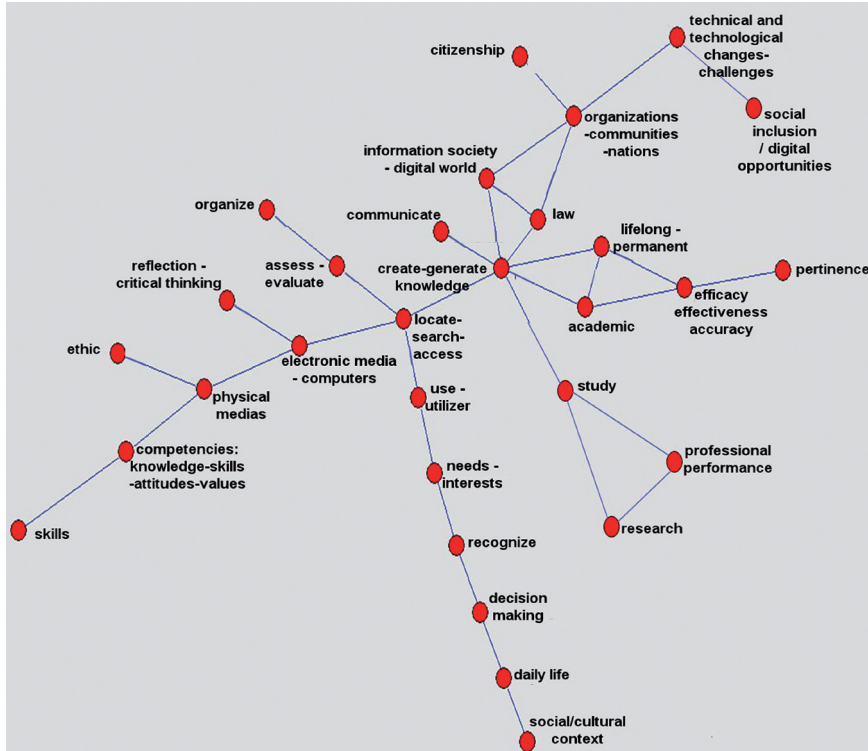 technical and
technological
changes-
challenges
citizenship
social
inclusion
/ digital
opportunities
organizations
-communities
-nations
information society
- digital world
organize
communicate
law
lifelong -
permanent
reflection -
critical thinking
assess -
evaluate
create-generate
knowledge
pertinence
efficacy
effectiveness
accuracy
academic
locate-
search-
access
ethic
electronic media
- computers
physical
medias
use -
utilizer
study
competencies:
knowledge-skills
-attitudes-values
needs -
interests
professional
performance
skills
research
recognize
decision
making
daily life
social/cultural
context